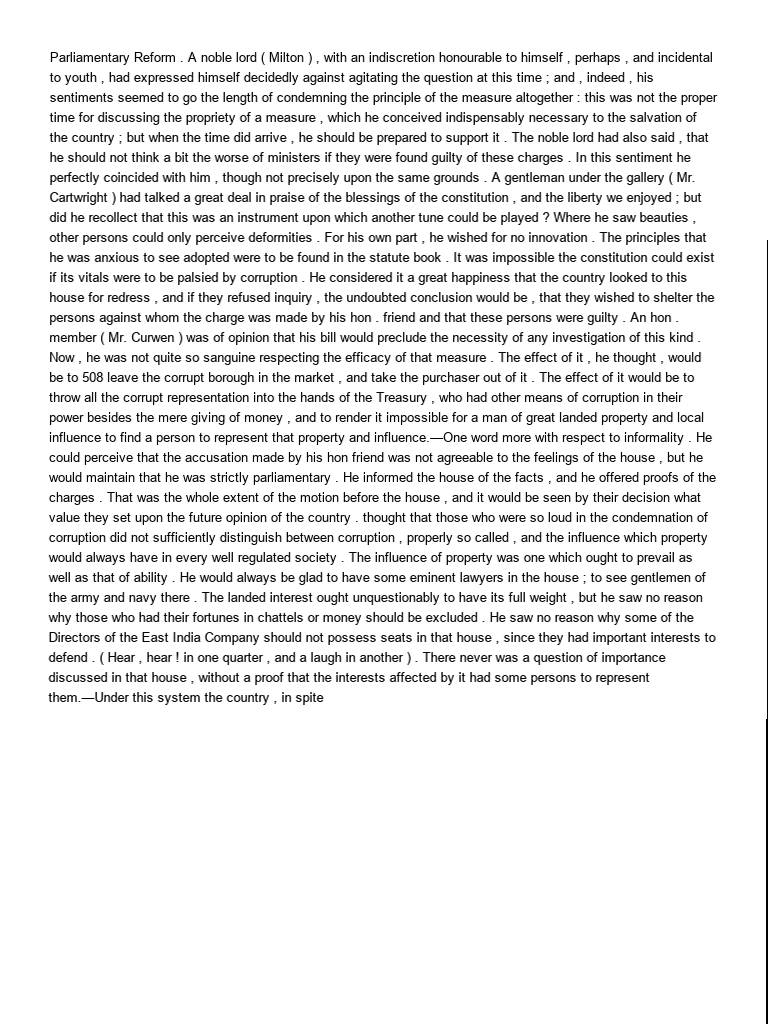 Parliamentary Reform . A noble lord ( Milton ) , with an indiscretion honourable to himself , perhaps , and incidental
to youth , had expressed himself decidedly against agitating the question at this time ; and , indeed , his
sentiments seemed to go the length of condemning the principle of the measure altogether : this was not the proper
time for discussing the propriety of a measure , which he conceived indispensably necessary to the salvation of
the country ; but when the time did arrive , he should be prepared to support it . The noble lord had also said , that
he should not think a bit the worse of ministers if they were found guilty of these charges . In this sentiment he
perfectly coincided with him , though not precisely upon the same grounds . A gentleman under the gallery ( Mr.
Cartwright ) had talked a great deal in praise of the blessings of the constitution , and the liberty we enjoyed ; but
did he recollect that this was an instrument upon which another tune could be played ? Where he saw beauties ,
other persons could only perceive deformities . For his own part , he wished for no innovation . The principles that
he was anxious to see adopted were to be found in the statute book . It was impossible the constitution could exist
if its vitals were to be palsied by corruption . He considered it a great happiness that the country looked to this
house for redress , and if they refused inquiry , the undoubted conclusion would be , that they wished to shelter the
persons against whom the charge was made by his hon . friend and that these persons were guilty . An hon .
member ( Mr. Curwen ) was of opinion that his bill would preclude the necessity of any investigation of this kind .
Now , he was not quite so sanguine respecting the efficacy of that measure . The effect of it , he thought , would
be to 508 leave the corrupt borough in the market , and take the purchaser out of it . The effect of it would be to
throw all the corrupt representation into the hands of the Treasury , who had other means of corruption in their
power besides the mere giving of money , and to render it impossible for a man of great landed property and local
influence to find a person to represent that property and influence.—One word more with respect to informality . He
could perceive that the accusation made by his hon friend was not agreeable to the feelings of the house , but he
would maintain that he was strictly parliamentary . He informed the house of the facts , and he offered proofs of the
charges . That was the whole extent of the motion before the house , and it would be seen by their decision what
value they set upon the future opinion of the country . thought that those who were so loud in the condemnation of
corruption did not sufficiently distinguish between corruption , properly so called , and the influence which property
would always have in every well regulated society . The influence of property was one which ought to prevail as
well as that of ability . He would always be glad to have some eminent lawyers in the house ; to see gentlemen of
the army and navy there . The landed interest ought unquestionably to have its full weight , but he saw no reason
why those who had their fortunes in chattels or money should be excluded . He saw no reason why some of the
Directors of the East India Company should not possess seats in that house , since they had important interests to
defend . ( Hear , hear ! in one quarter , and a laugh in another ) . There never was a question of importance
discussed in that house , without a proof that the interests affected by it had some persons to represent
them.—Under this system the country , in spite